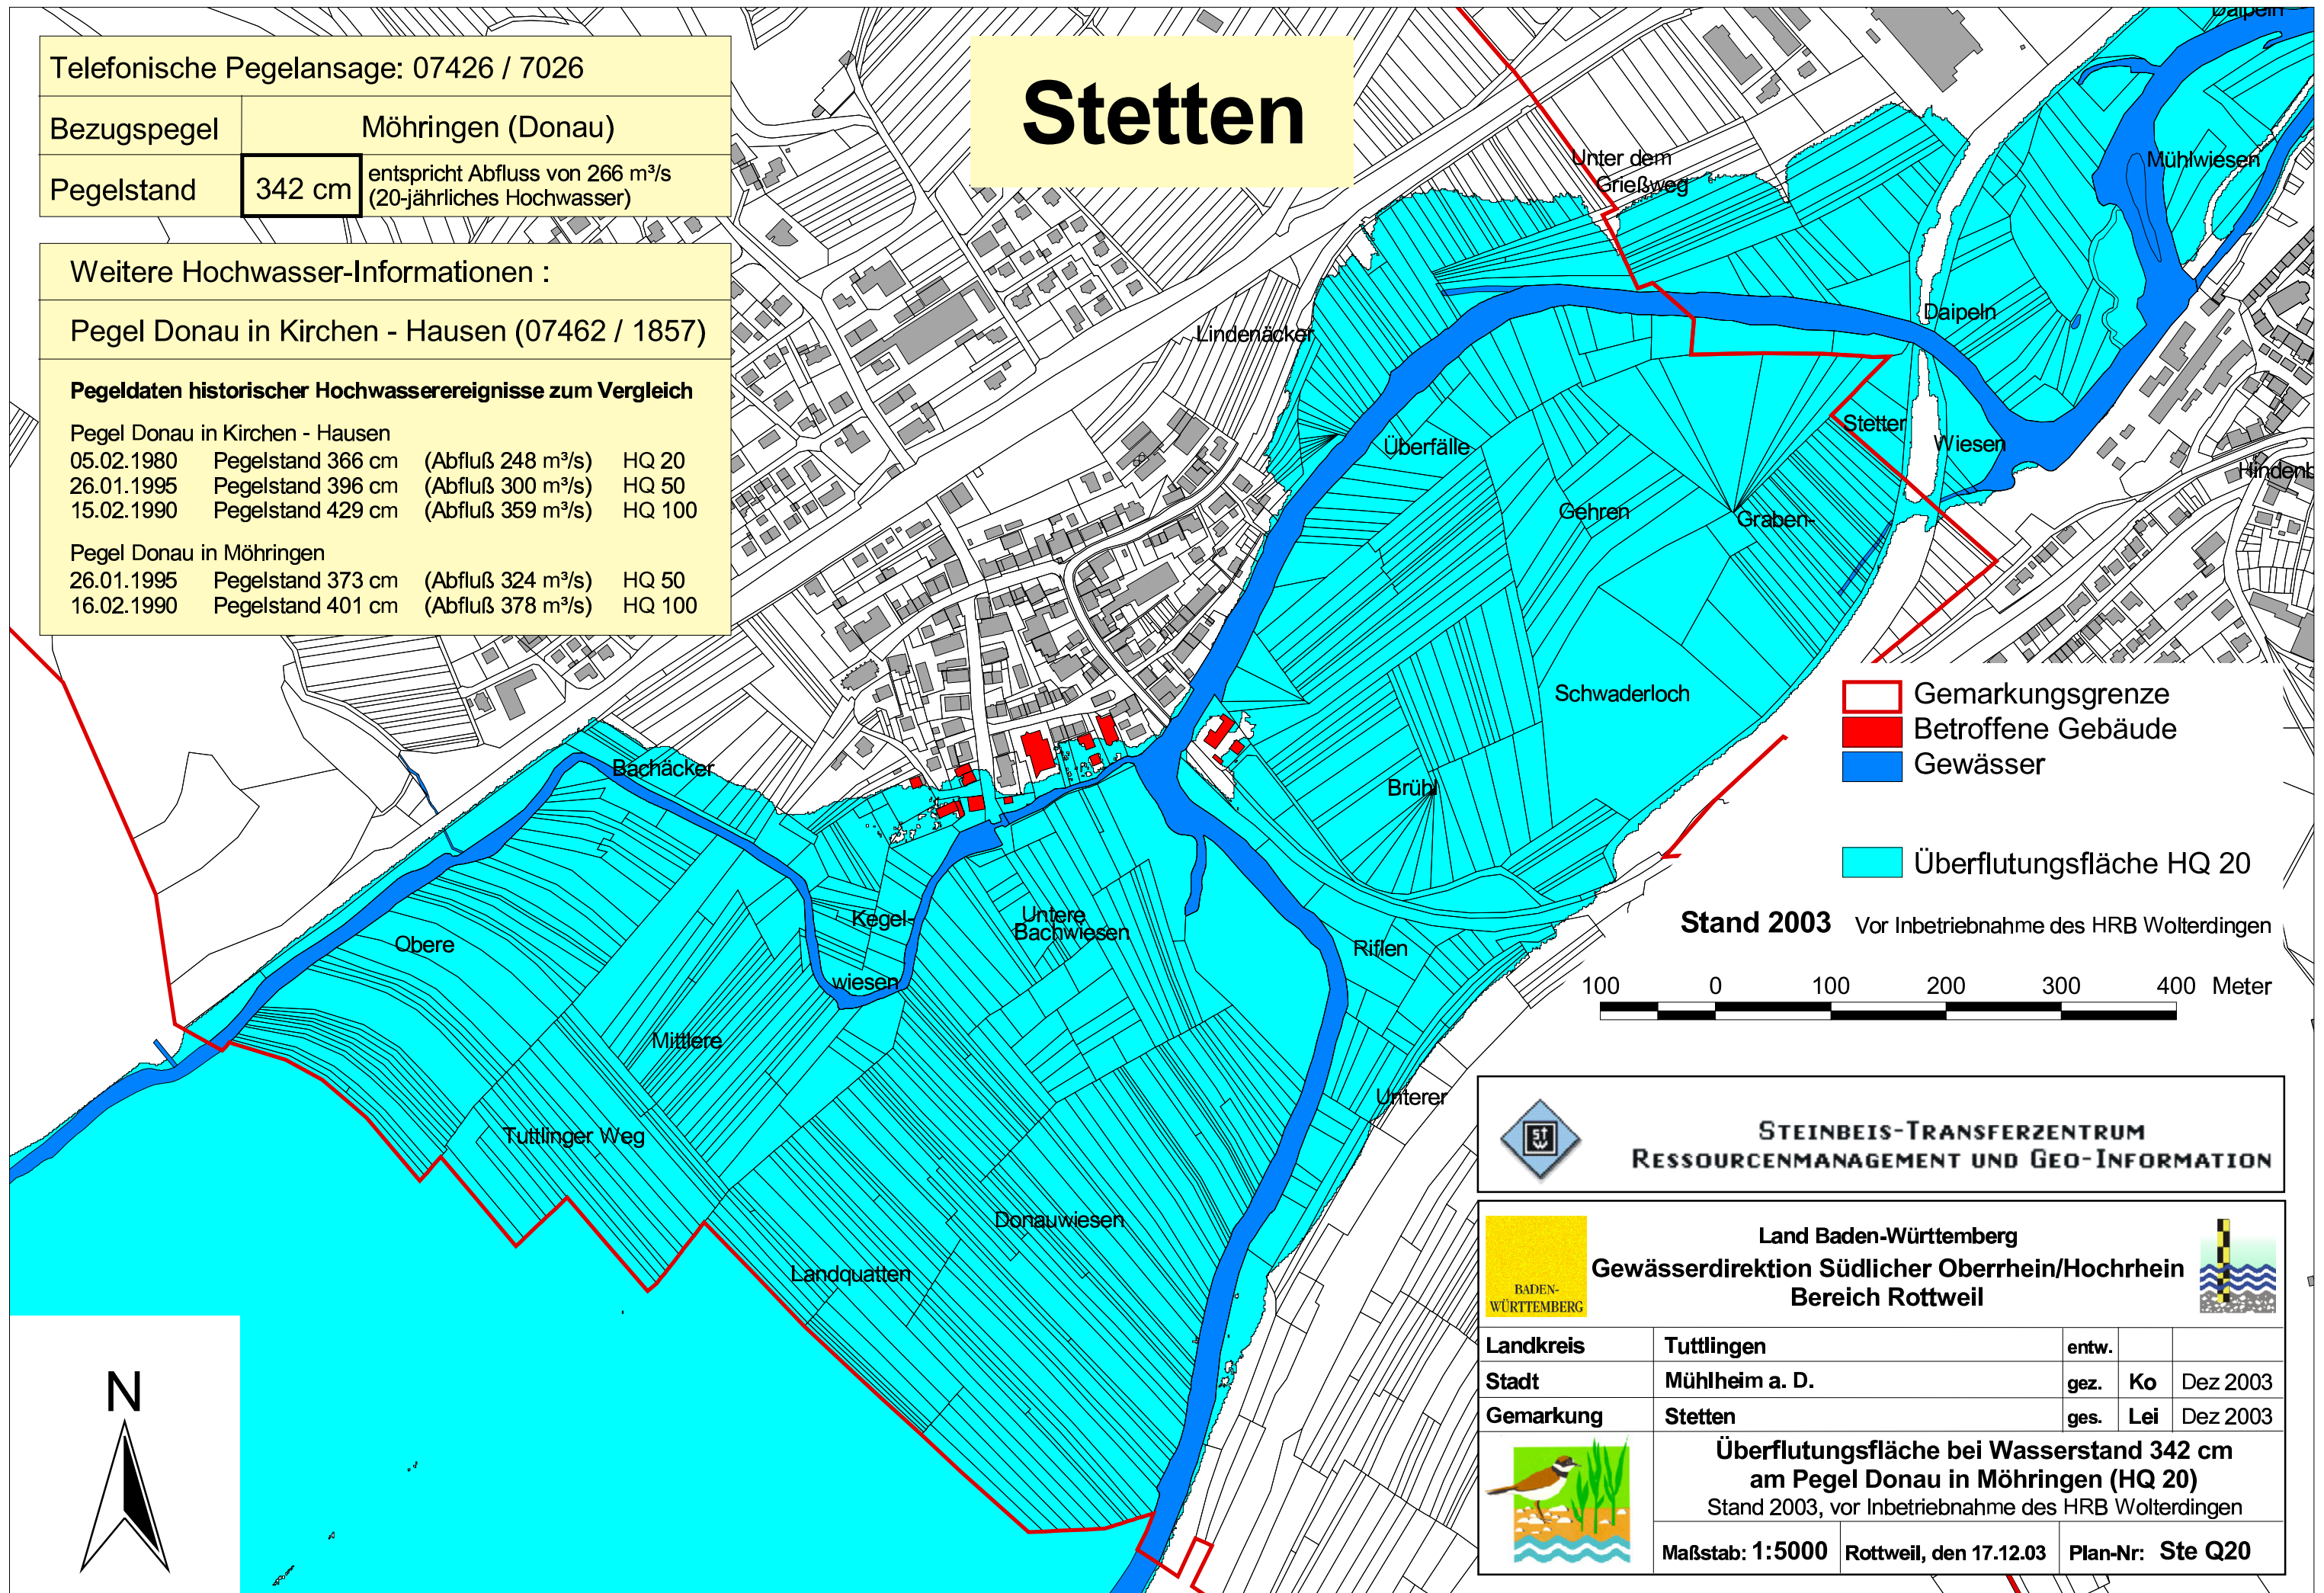 Telefonische Pegelansage: 07426 / 7026
Bezugspegel Möhringen (Donau)
Pegelstand 342 cm entspricht Abfluss von 266 m³/s
(20-jährliches Hochwasser)
Weitere Hochwasser-Informationen :
Pegel Donau in Kirchen - Hausen (07462 / 1857)
Pegeldaten historischer Hochwasserereignisse zum Vergleich
Pegel Donau in Kirchen - Hausen
05.02.1980 Pegelstand 366 cm (Abfluß 248 m³/s) HQ 20
26.01.1995 Pegelstand 396 cm (Abfluß 300 m³/s) HQ 50
15.02.1990 Pegelstand 429 cm (Abfluß 359 m³/s) HQ 100
Pegel Donau in Möhringen
26.01.1995 Pegelstand 373 cm (Abfluß 324 m³/s) HQ 50
16.02.1990 Pegelstand 401 cm (Abfluß 378 m³/s) HQ 100
Stetten
Daipeln
Unter dem
Grießweg
Mühlwiesen
Lindenäcker
Daipeln
Überfälle
Stetter
Wiesen
Hindenb
Gehren
Graben-
Schwaderloch
Bachäcker
Brühl
Kegel-
wiesen
Untere
Bachwiesen
Obere
Riflen
Mittlere
Unterer
Tuttlinger Weg
Donauwiesen
Landquatten
N
Gemarkungsgrenze
Betroffene Gebäude
Gewässer
Überflutungsfläche HQ 20
Stand 2003 Vor Inbetriebnahme des HRB Wolterdingen
100 0 100 200 300 400 Meter
STEINBEIS-TRANSFERZENTRUM
RESSOURCENMANAGEMENT UND GEO-INFORMATION
BADEN-
WÜRTTEMBERG
Land Baden-Württemberg
Gewässerdirektion Südlicher Oberrhein/Hochrhein
Bereich Rottweil
Landkreis Tuttlingen entw.
Stadt Mühlheim a. D. gez. Ko Dez 2003
Gemarkung Stetten ges. Lei Dez 2003
Überflutungsfläche bei Wasserstand 342 cm
am Pegel Donau in Möhringen (HQ 20)
Stand 2003, vor Inbetriebnahme des HRB Wolterdingen
Maßstab: 1:5000 Rottweil, den 17.12.03 Plan-Nr: Ste Q20